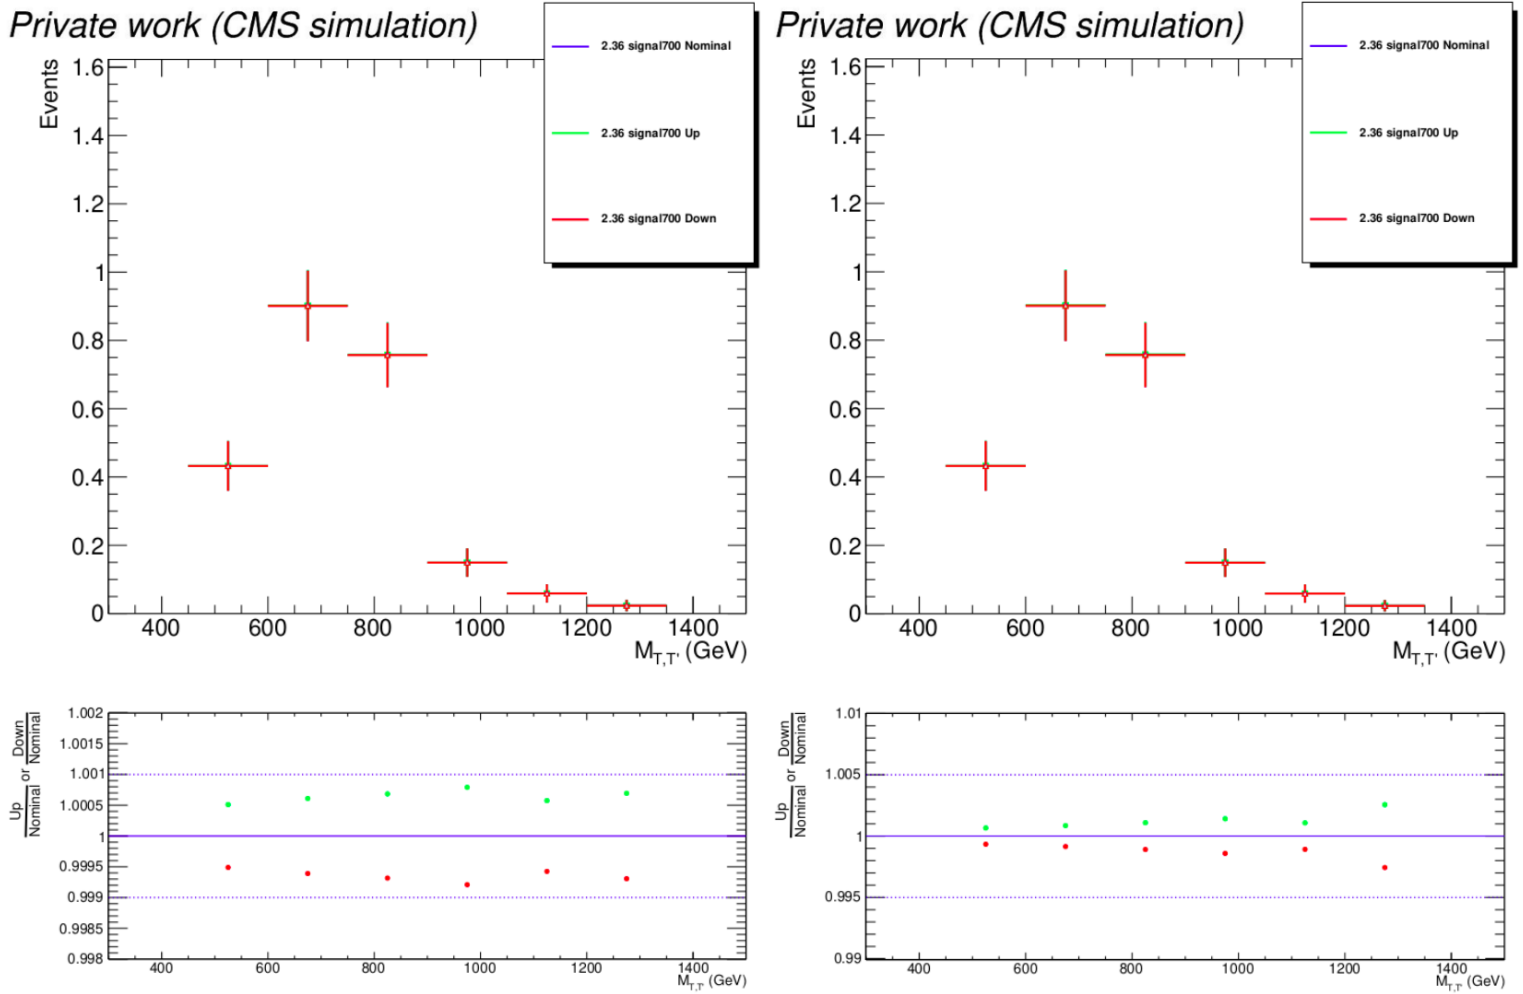 Private work (CMS simulation)
2.36 signal700 Nominal
2.36 signal700 Up
2.36 signal700 Down
Events
1.6
1.4
1.2
1
0.8
0.6
0.4
0.2
0
400 600 800 1000 1200 1400
M_T,T' (GeV)
Up/Nominal or Down/Nominal
1.002
1.0015
1.001
1.0005
1
0.9995
0.999
0.9985
0.998
400 600 800 1000 1200 1400
M_T,T' (GeV)
Private work (CMS simulation)
2.36 signal700 Nominal
2.36 signal700 Up
2.36 signal700 Down
Events
1.6
1.4
1.2
1
0.8
0.6
0.4
0.2
0
400 600 800 1000 1200 1400
M_T,T' (GeV)
Up/Nominal or Down/Nominal
1.01
1.005
1
0.995
0.99
400 600 800 1000 1200 1400
M_T,T' (GeV)